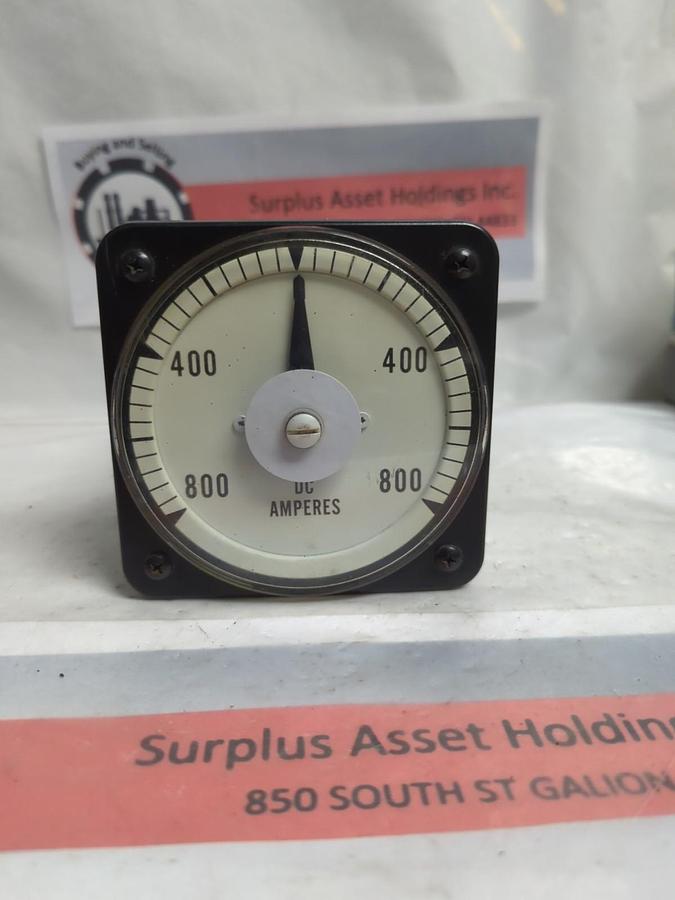 Buying and Selling
Surplus Asset Holdings Inc.
44833
400 400
800 800
DC
AMPERES
Surplus Asset Holdin
850 SOUTH ST GALION